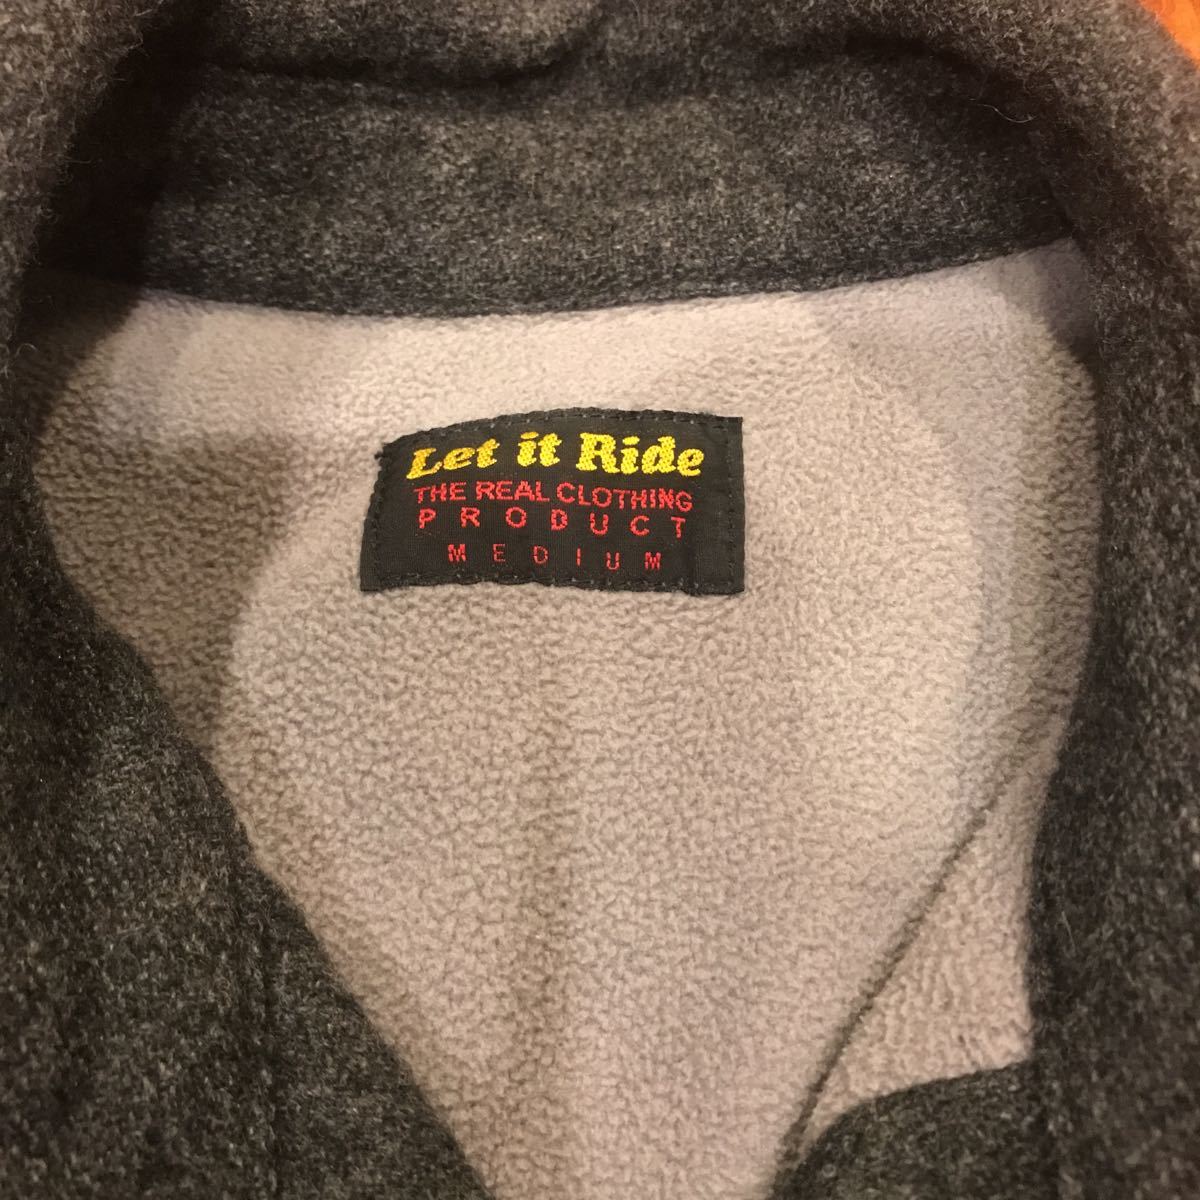 Let it Ride
THE REAL CLOTHING
PRODUCT
MEDIUM